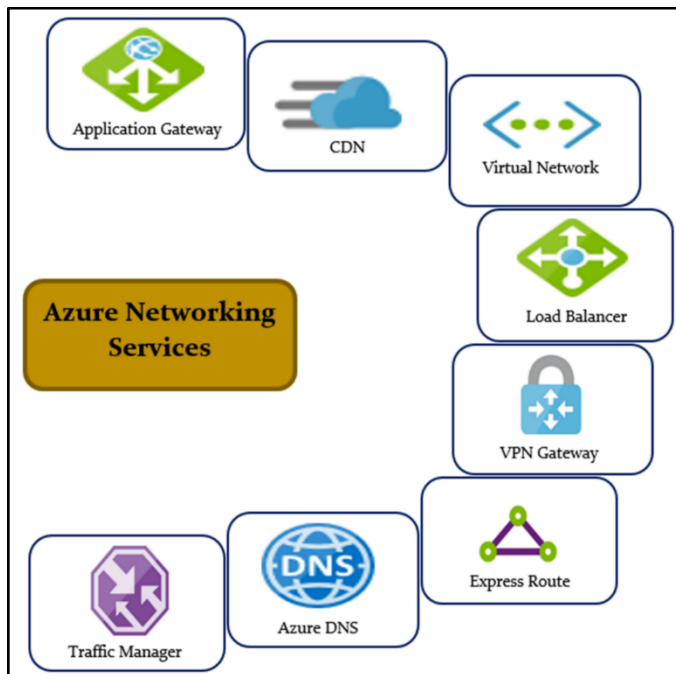 Application Gateway
CDN
Virtual Network
Load Balancer
Azure Networking
Services
VPN Gateway
Express Route
DNS
Azure DNS
Traffic Manager